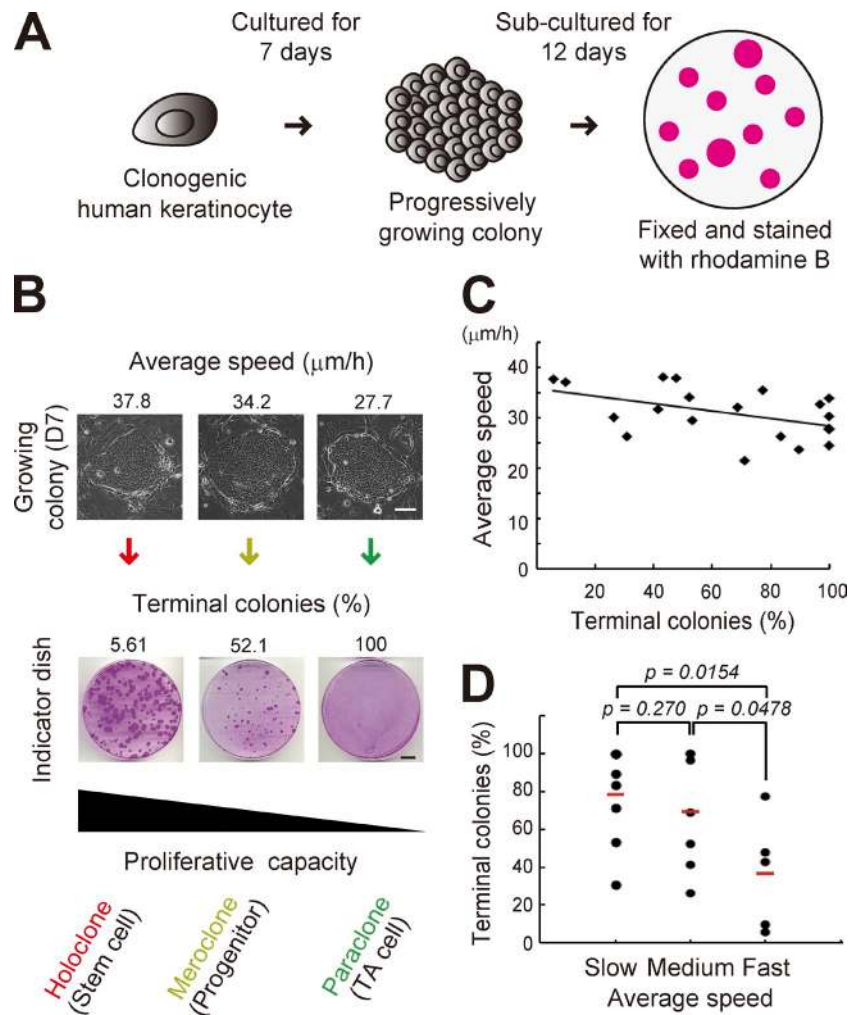 A
Cultured for
7 days
Sub-cultured for
12 days
Clonogenic
human keratinocyte
Progressively
growing colony
Fixed and stained
with rhodamine B
B
Average speed (μm/h)
37.8
34.2
27.7
Growing
colony (D7)
Terminal colonies (%)
5.61
52.1
100
Indicator dish
Proliferative capacity
Holoclone
(Stem cell)
Meroclone
(Progenitor)
Paraclone
(TA cell)
C
(μm/h)
Average speed
40
30
20
30
0
20
40
60
80
100
Terminal colonies (%)
D
p = 0.0154
p = 0.270
p = 0.0478
Terminal colonies (%)
100
80
60
40
20
0
Slow Medium Fast
Average speed